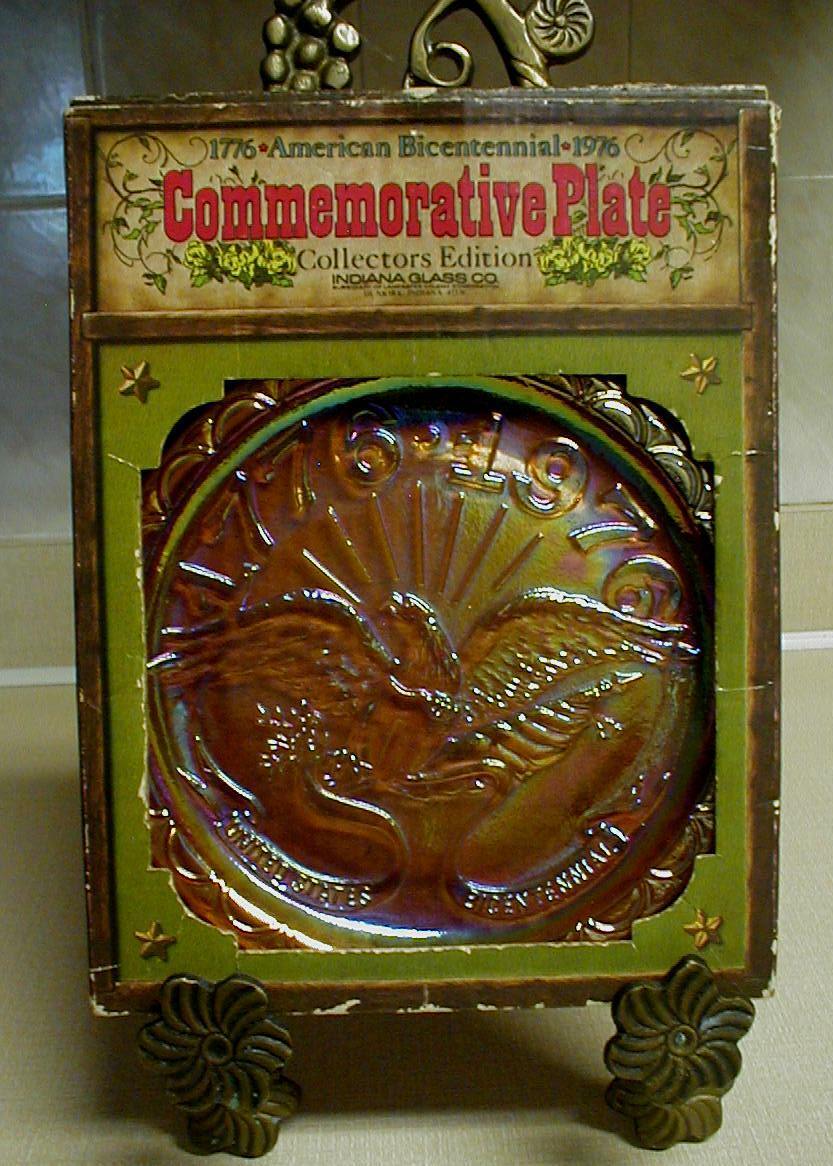 1776★American Bicentennial★1976
Commemorative Plate
Collectors Edition
INDIANA GLASS CO.
1776·1976
UNITED STATES
BICENTENNIAL